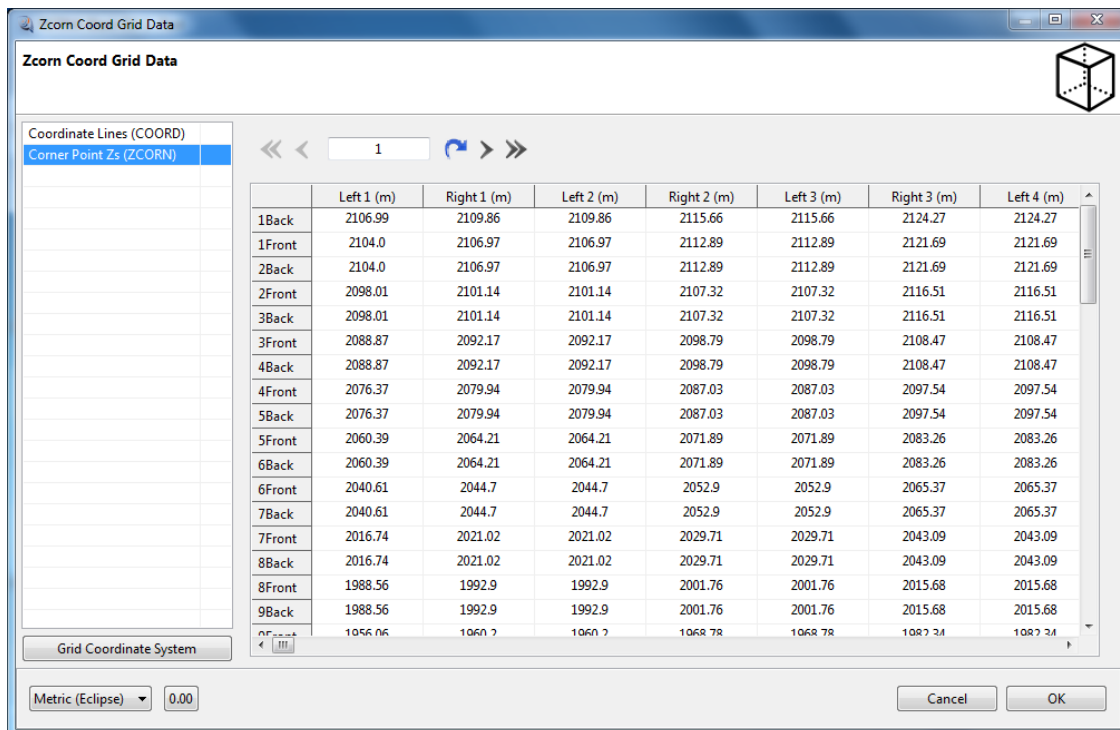 Zcorn Coord Grid Data
Zcorn Coord Grid Data
Coordinate Lines (COORD)
Corner Point Zs (ZCORN)
1
Left 1 (m) Right 1 (m) Left 2 (m) Right 2 (m) Left 3 (m) Right 3 (m) Left 4 (m)
1Back 2106.99 2109.86 2109.86 2115.66 2115.66 2124.27 2124.27
1Front 2104.0 2106.97 2106.97 2112.89 2112.89 2121.69 2121.69
2Back 2104.0 2106.97 2106.97 2112.89 2112.89 2121.69 2121.69
2Front 2098.01 2101.14 2101.14 2107.32 2107.32 2116.51 2116.51
3Back 2098.01 2101.14 2101.14 2107.32 2107.32 2116.51 2116.51
3Front 2088.87 2092.17 2092.17 2098.79 2098.79 2108.47 2108.47
4Back 2088.87 2092.17 2092.17 2098.79 2098.79 2108.47 2108.47
4Front 2076.37 2079.94 2079.94 2087.03 2087.03 2097.54 2097.54
5Back 2076.37 2079.94 2079.94 2087.03 2087.03 2097.54 2097.54
5Front 2060.39 2064.21 2064.21 2071.89 2071.89 2083.26 2083.26
6Back 2060.39 2064.21 2064.21 2071.89 2071.89 2083.26 2083.26
6Front 2040.61 2044.7 2044.7 2052.9 2052.9 2065.37 2065.37
7Back 2040.61 2044.7 2044.7 2052.9 2052.9 2065.37 2065.37
7Front 2016.74 2021.02 2021.02 2029.71 2029.71 2043.09 2043.09
8Back 2016.74 2021.02 2021.02 2029.71 2029.71 2043.09 2043.09
8Front 1988.56 1992.9 1992.9 2001.76 2001.76 2015.68 2015.68
9Back 1988.56 1992.9 1992.9 2001.76 2001.76 2015.68 2015.68
9Front 1956.06 1960.2 1960.2 1968.78 1968.78 1982.34 1982.34
Grid Coordinate System
Metric (Eclipse) 0.00 Cancel OK